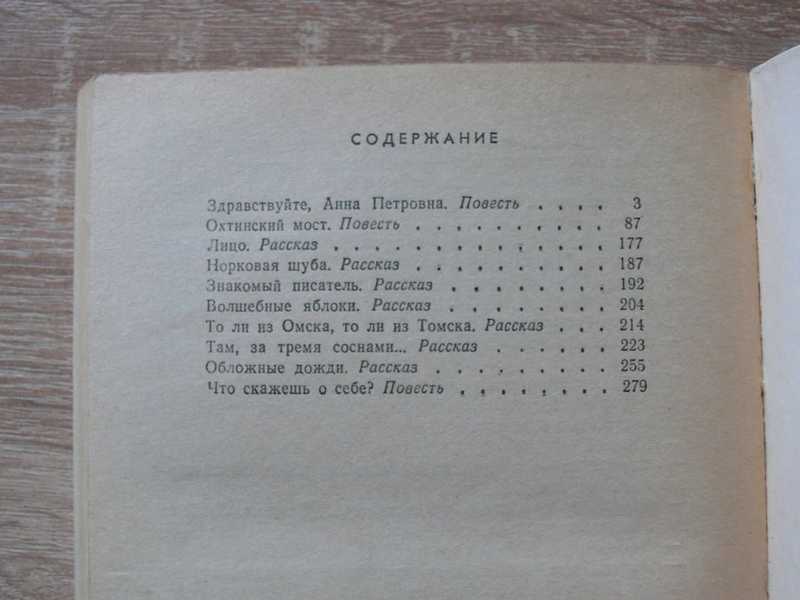 СОДЕРЖАНИЕ
Здравствуйте, Анна Петровна. Повесть . . . . 3
Охтинский мост. Повесть . . . . . . . . . . 87
Лицо. Рассказ . . . . . . . . . . . . . . 177
Норковая шуба. Рассказ . . . . . . . . . . 187
Знакомый писатель. Рассказ . . . . . . . . 192
Волшебные яблоки. Рассказ . . . . . . . . 204
То ли из Омска, то ли из Томска. Рассказ . . . 214
Там, за тремя соснами... Рассказ . . . . . . 223
Обложные дожди. Рассказ . . . . . . . . . 255
Что скажешь о себе? Повесть . . . . . . . . 279